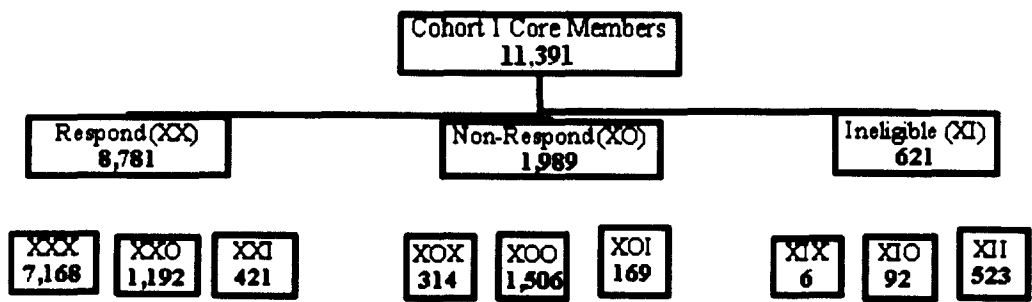 Cohort 1 Core Members
11,391
Respond(XX)
8,781
Non-Respond(XO)
1,989
Ineligible (XI)
621
XXX
7,168
XXO
1,192
XXI
421
XOX
314
XOO
1,506
XOI
169
XIX
6
XIO
92
XII
523